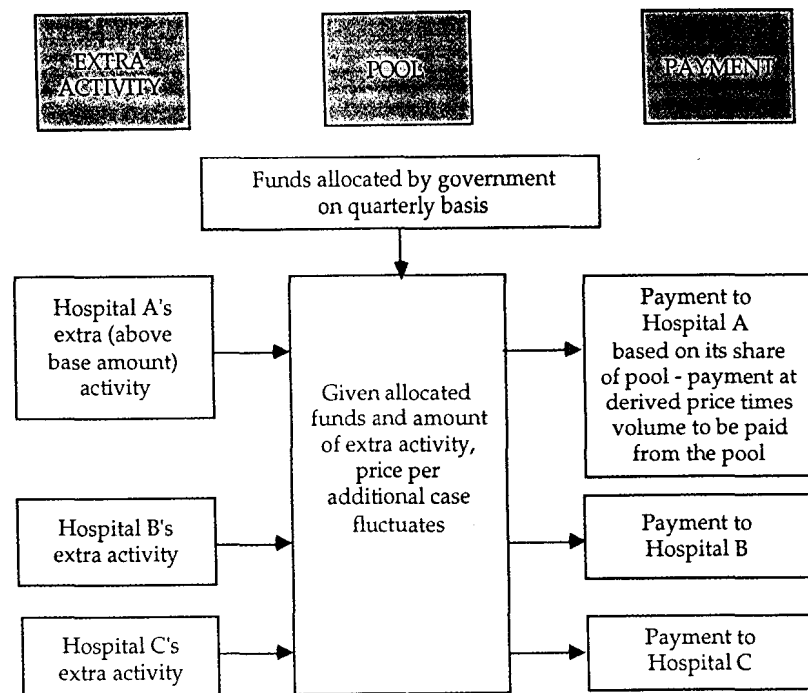 EXTRA
ACTIVITY
POOL
PAYMENT
Funds allocated by government
on quarterly basis
Hospital A's
extra (above
base amount)
activity
Given allocated
funds and amount
of extra activity,
price per
additional case
fluctuates
Payment to
Hospital A
based on its share
of pool - payment at
derived price times
volume to be paid
from the pool
Hospital B's
extra activity
Payment to
Hospital B
Hospital C's
extra activity
Payment to
Hospital C